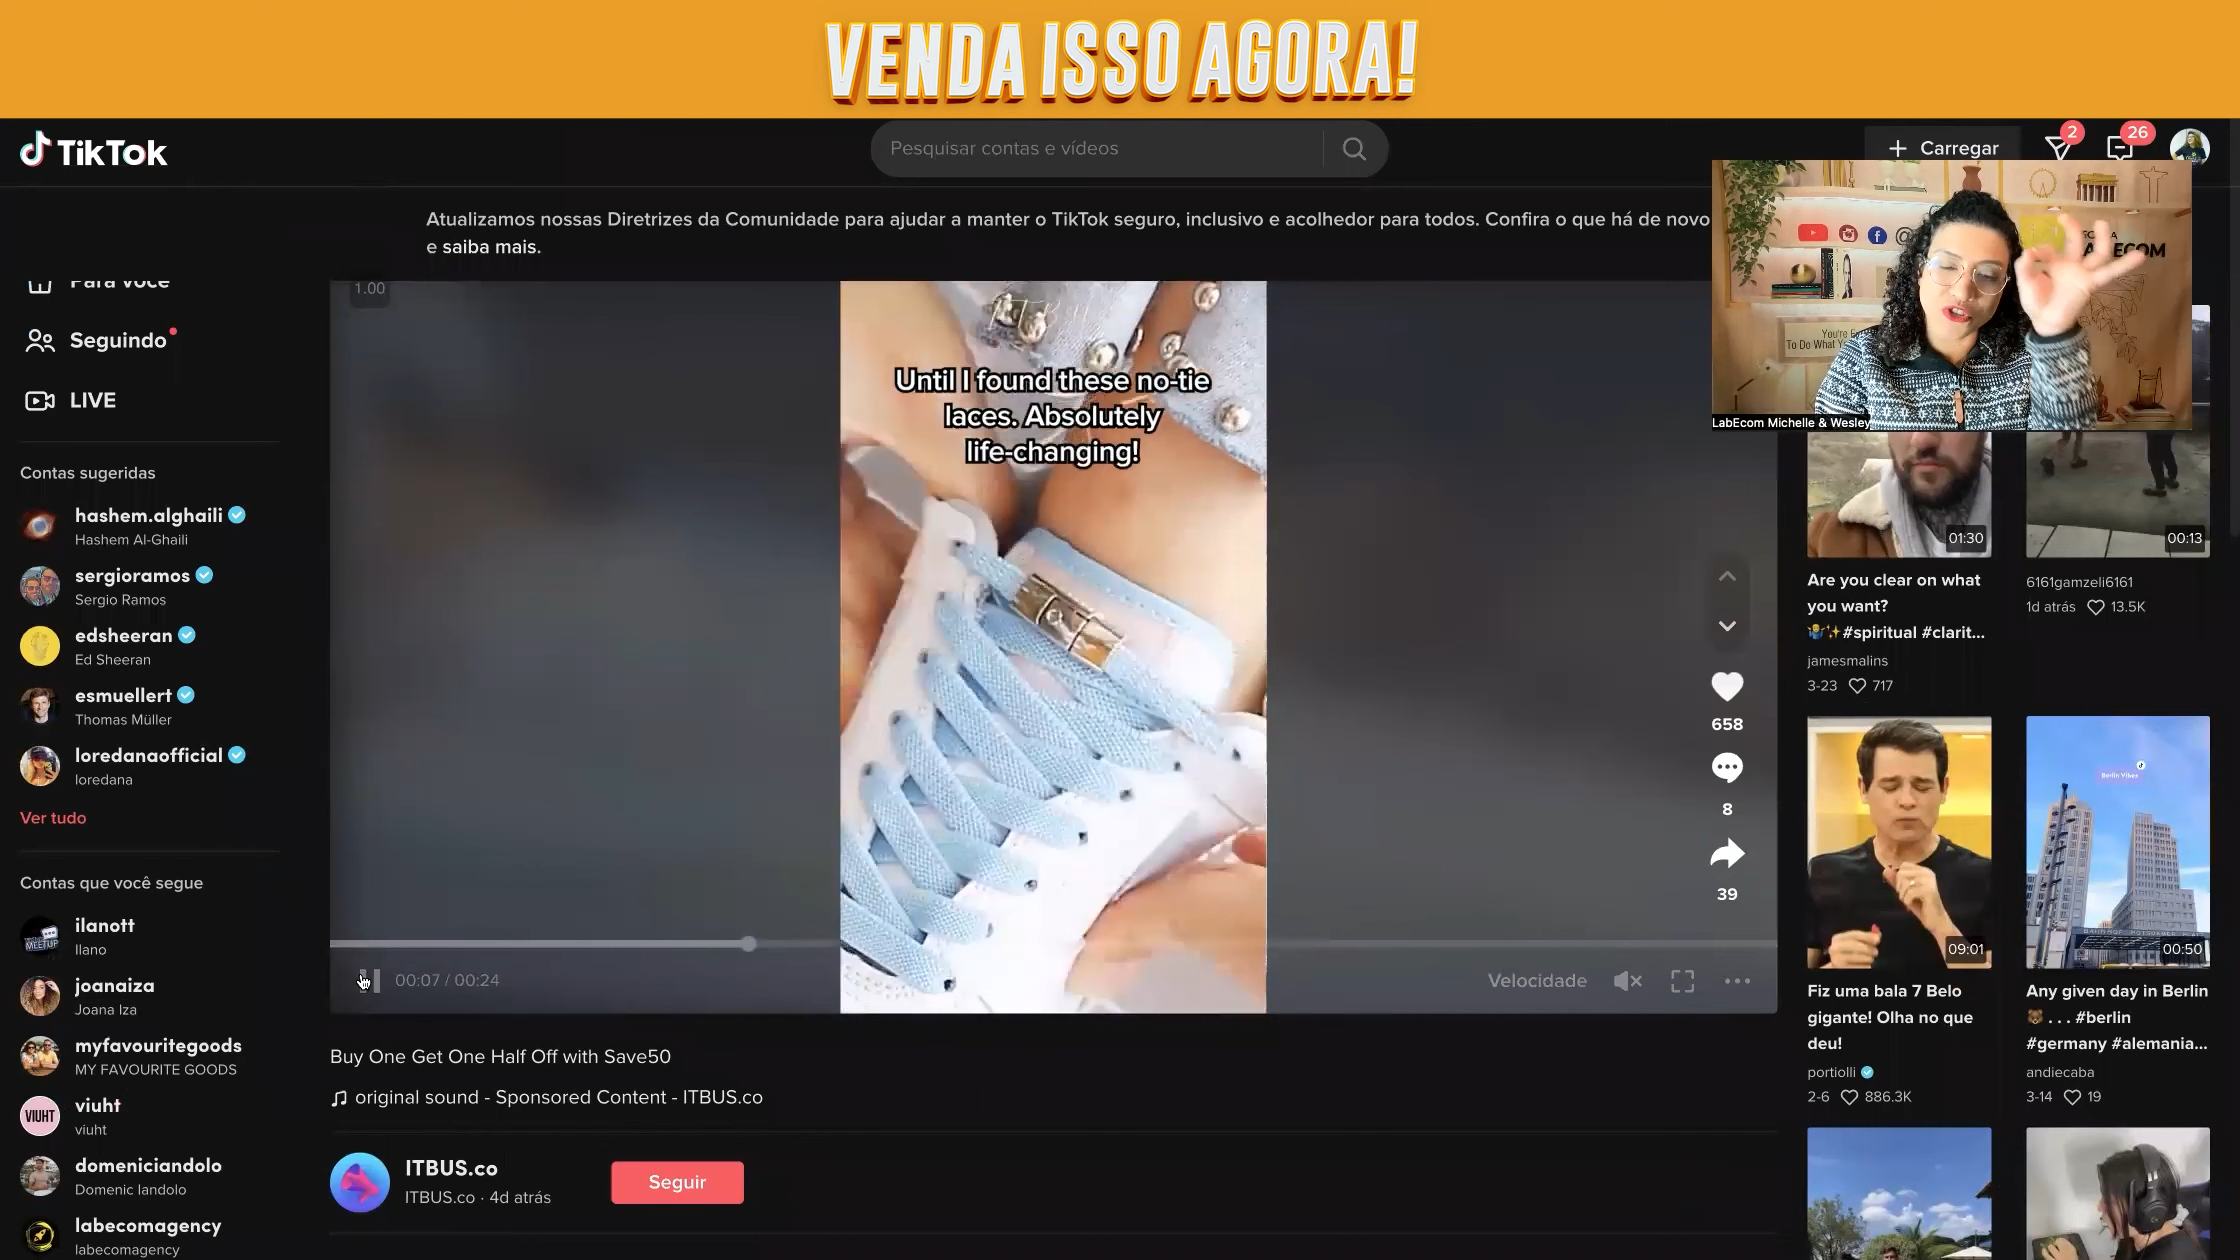 VENDA ISSO AGORA!
TikTok
Pesquisar contas e vídeos
Carregar
2
26
Atualizamos nossas Diretrizes da Comunidade para ajudar a manter o TikTok seguro, inclusivo e acolhedor para todos. Confira o que há de novo
e saiba mais.
Para você
Seguindo
LIVE
Contas sugeridas
hashem.alghaili
Hashem Al-Ghaili
sergioramos
Sergio Ramos
edsheeran
Ed Sheeran
esmuellert
Thomas Müller
loredanaofficial
loredana
Ver tudo
Contas que você segue
ilanott
Ilano
joanaiza
Joana Iza
myfavouritegoods
MY FAVOURITE GOODS
VIUHT
viuht
viuht
domeniciandolo
Domenic Iandolo
labecomagency
labecomagency
1.00
Until I found these no-tie
laces. Absolutely
life-changing!
658
8
39
00:07 / 00:24
Velocidade
Buy One Get One Half Off with Save50
original sound - Sponsored Content - ITBUS.co
ITBUS.co
ITBUS.co · 4d atrás
Seguir
LabEcom Michelle & Wesley
01:30
Are you clear on what
you want?
#spiritual #clarit...
jamesmalins
3-23
717
00:13
6161gamzeli6161
1d atrás
13.5K
09:01
Fiz uma bala 7 Belo
gigante! Olha no que
deu!
portiolli
2-6
886.3K
Berlin Vibes
00:50
Any given day in Berlin
. . . #berlin
#germany #alemania...
andiecaba
3-14
19